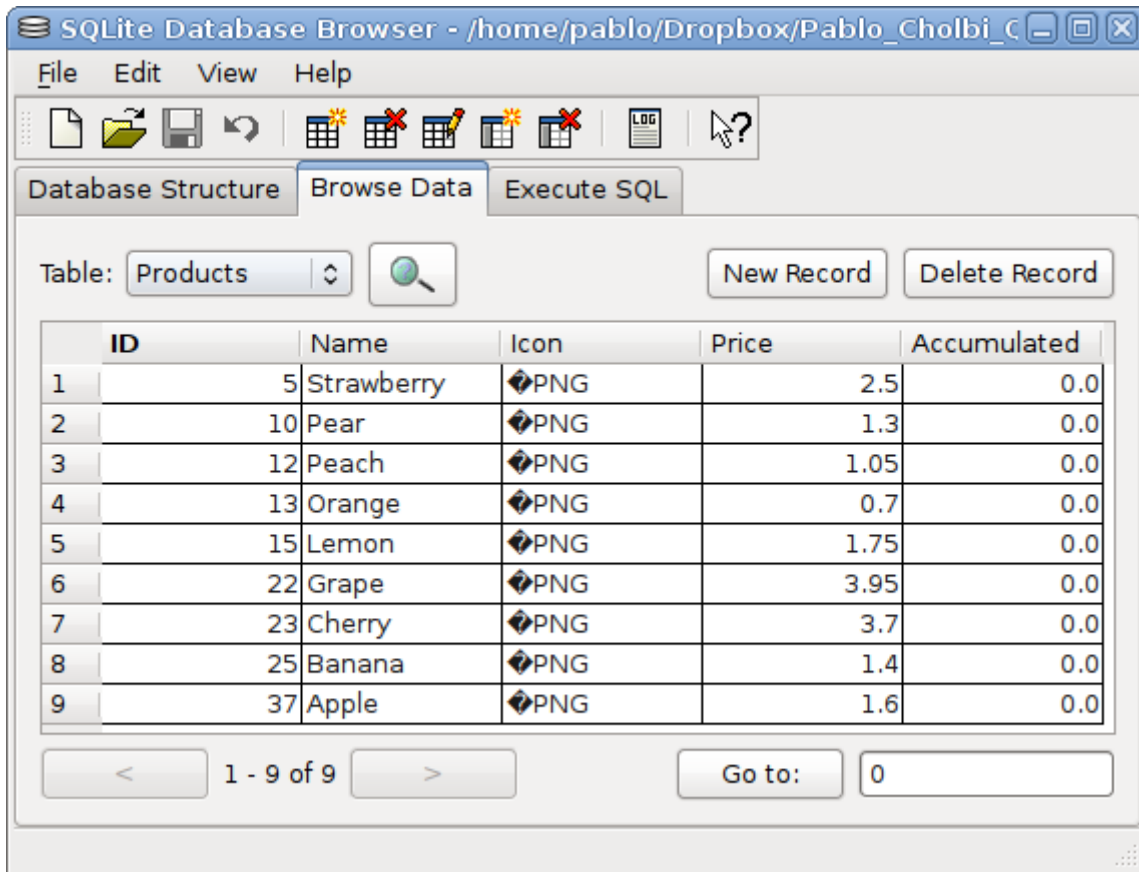 SQLite Database Browser - /home/pablo/Dropbox/Pablo_Cholbi_
File Edit View Help
LOG ?
Database Structure Browse Data Execute SQL
Table: Products New Record Delete Record
ID Name Icon Price Accumulated
1 5 Strawberry �PNG 2.5 0.0
2 10 Pear �PNG 1.3 0.0
3 12 Peach �PNG 1.05 0.0
4 13 Orange �PNG 0.7 0.0
5 15 Lemon �PNG 1.75 0.0
6 22 Grape �PNG 3.95 0.0
7 23 Cherry �PNG 3.7 0.0
8 25 Banana �PNG 1.4 0.0
9 37 Apple �PNG 1.6 0.0
< 1 - 9 of 9 > Go to: 0